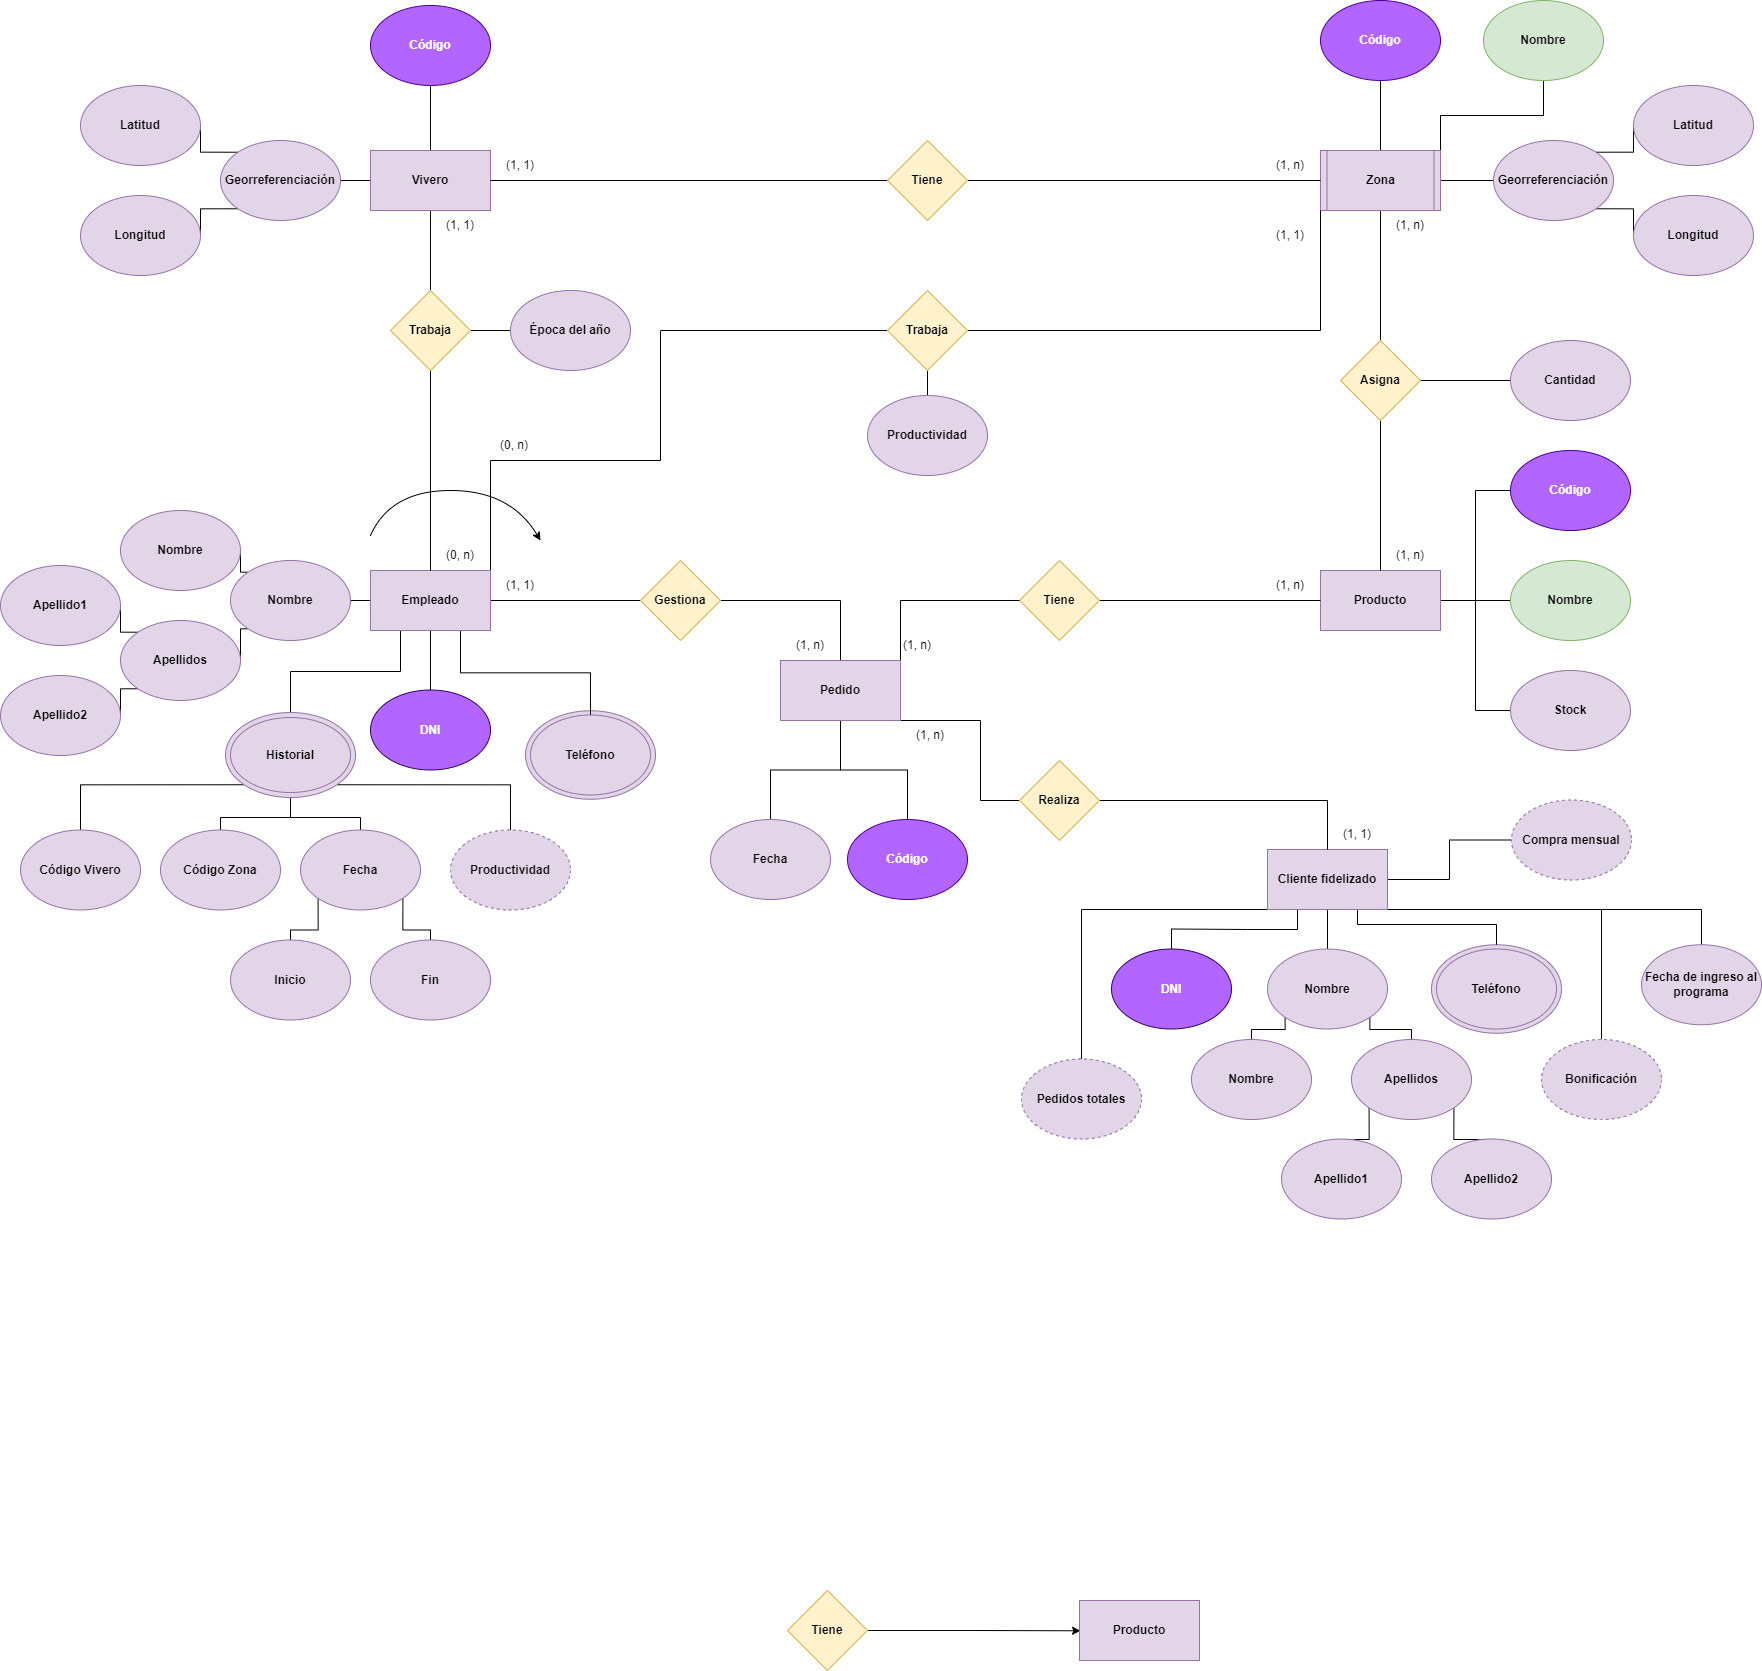 Código
Código
Nombre
Latitud
Latitud
Georreferenciación
Vivero
(1, 1)
Tiene
(1, n)
Zona
Georreferenciación
Longitud
(1, 1)
(1, 1)
(1, n)
Longitud
Trabaja
Época del año
Trabaja
Asigna
Cantidad
Productividad
(0, n)
Código
Nombre
(0, n)
(1, n)
Apellido1
Nombre
Empleado
(1, 1)
Gestiona
Tiene
(1, n)
Producto
Nombre
Apellidos
(1, n)
(1, n)
Apellido2
Pedido
Stock
DNI
(1, n)
Historial
Teléfono
Realiza
(1, 1)
Compra mensual
Código Vivero
Código Zona
Fecha
Productividad
Fecha
Código
Cliente fidelizado
Inicio
Fin
DNI
Nombre
Teléfono
Fecha de ingreso al
programa
Pedidos totales
Nombre
Apellidos
Bonificación
Apellido1
Apellido2
Tiene
Producto